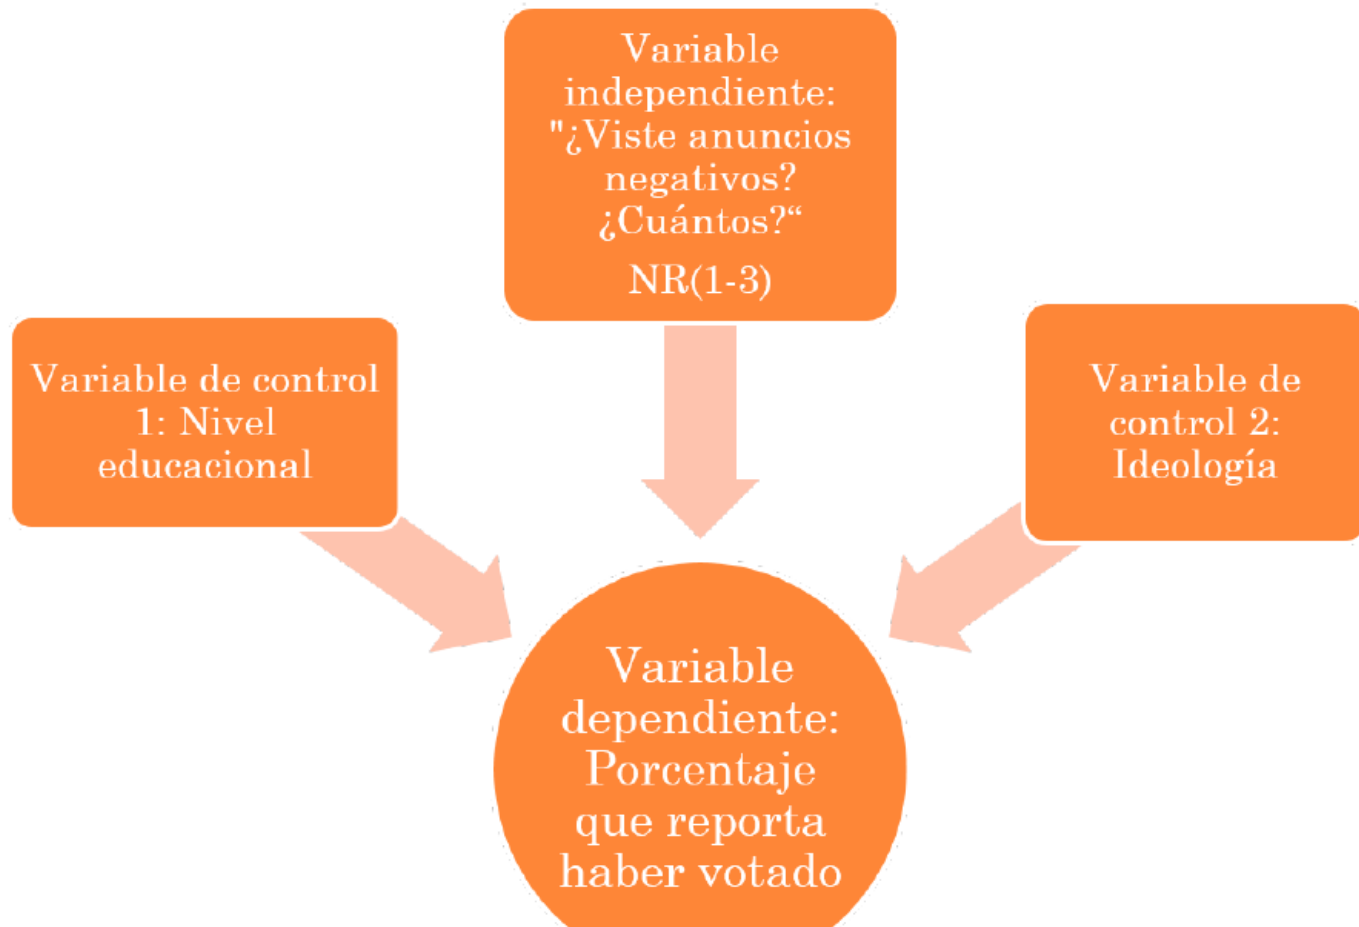 Variable
independiente:
"¿Viste anuncios
negativos?
¿Cuántos?“
NR(1-3)
Variable de control
1: Nivel
educacional
Variable de
control 2:
Ideología
Variable
dependiente:
Porcentaje
que reporta
haber votado